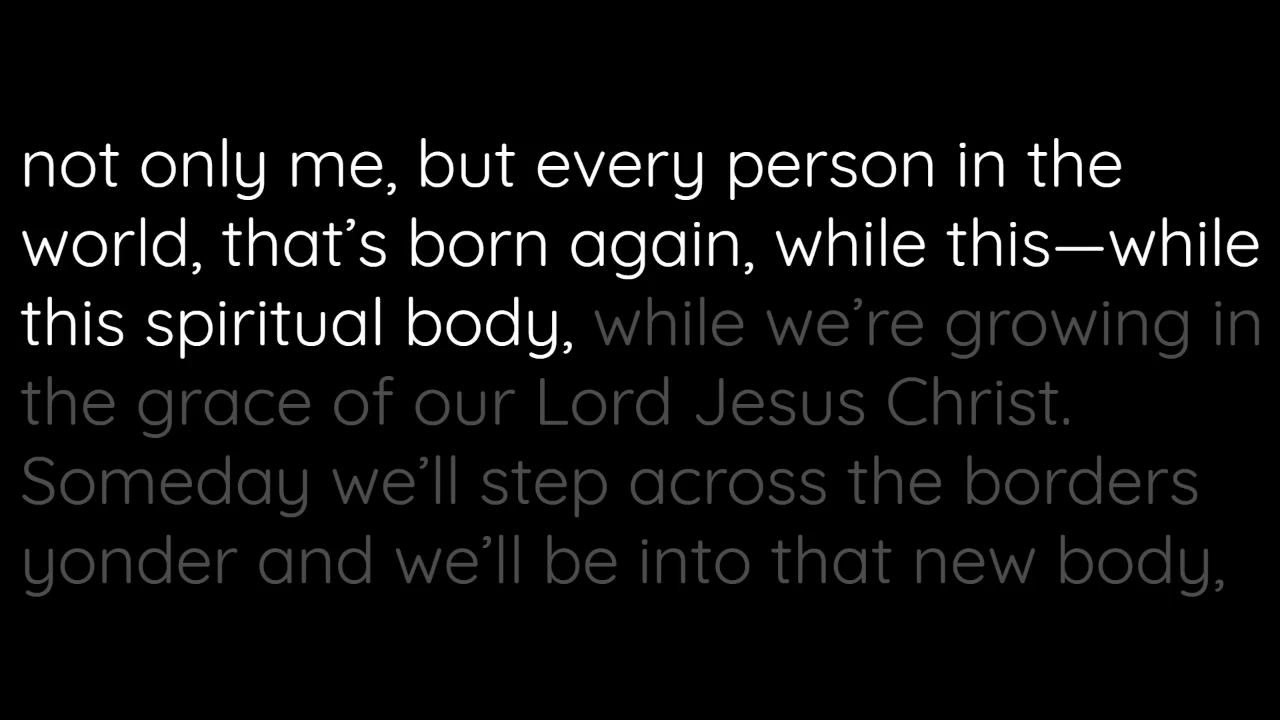 not only me, but every person in the
world, that’s born again, while this—while
this spiritual body, while we’re growing in
the grace of our Lord Jesus Christ.
Someday we’ll step across the borders
yonder and we’ll be into that new body,